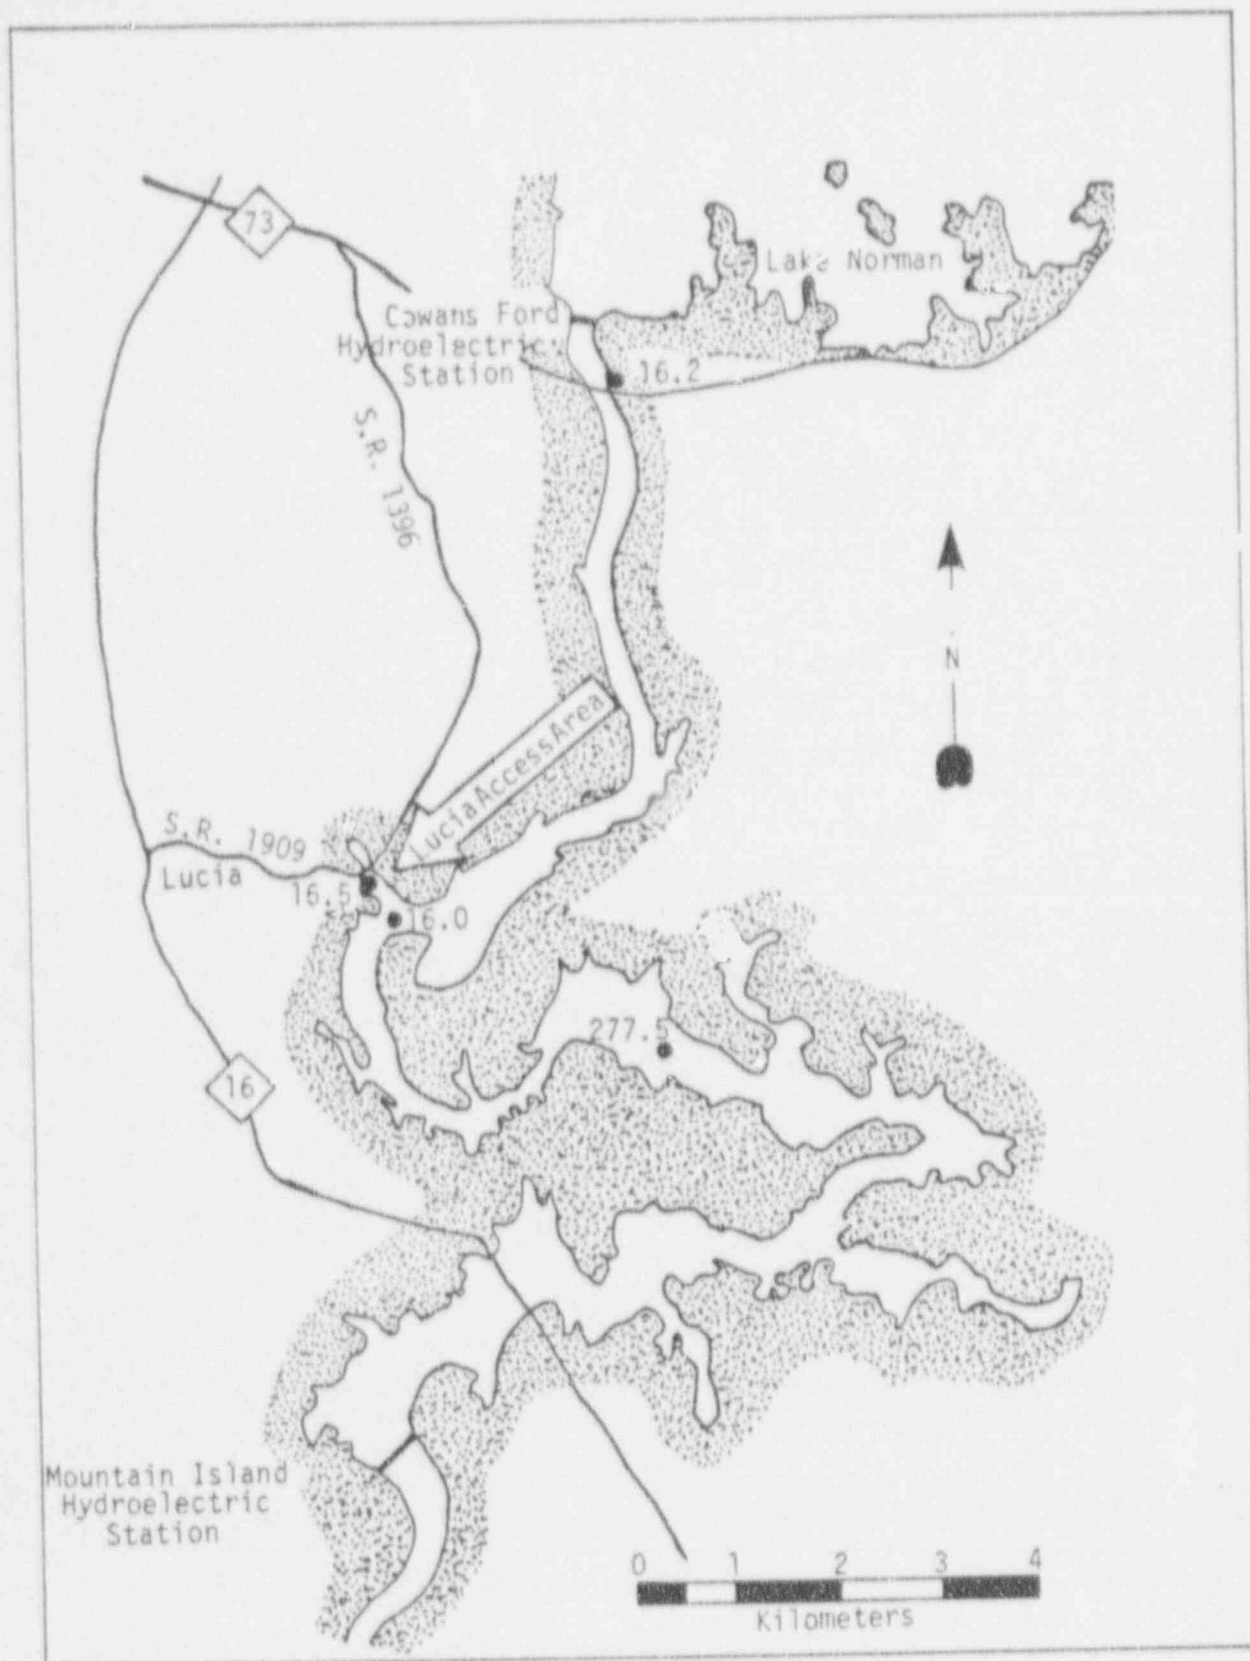 73
Lake Norman
Cowans Ford
Hydroelectric
Station
16.2
S.R. 1396
N
Lucia Access Area
S.R. 1909
Lucia
16.5
16.0
277.5
16
Mountain Island
Hydroelectric
Station
0 1 2 3 4
Kilometers